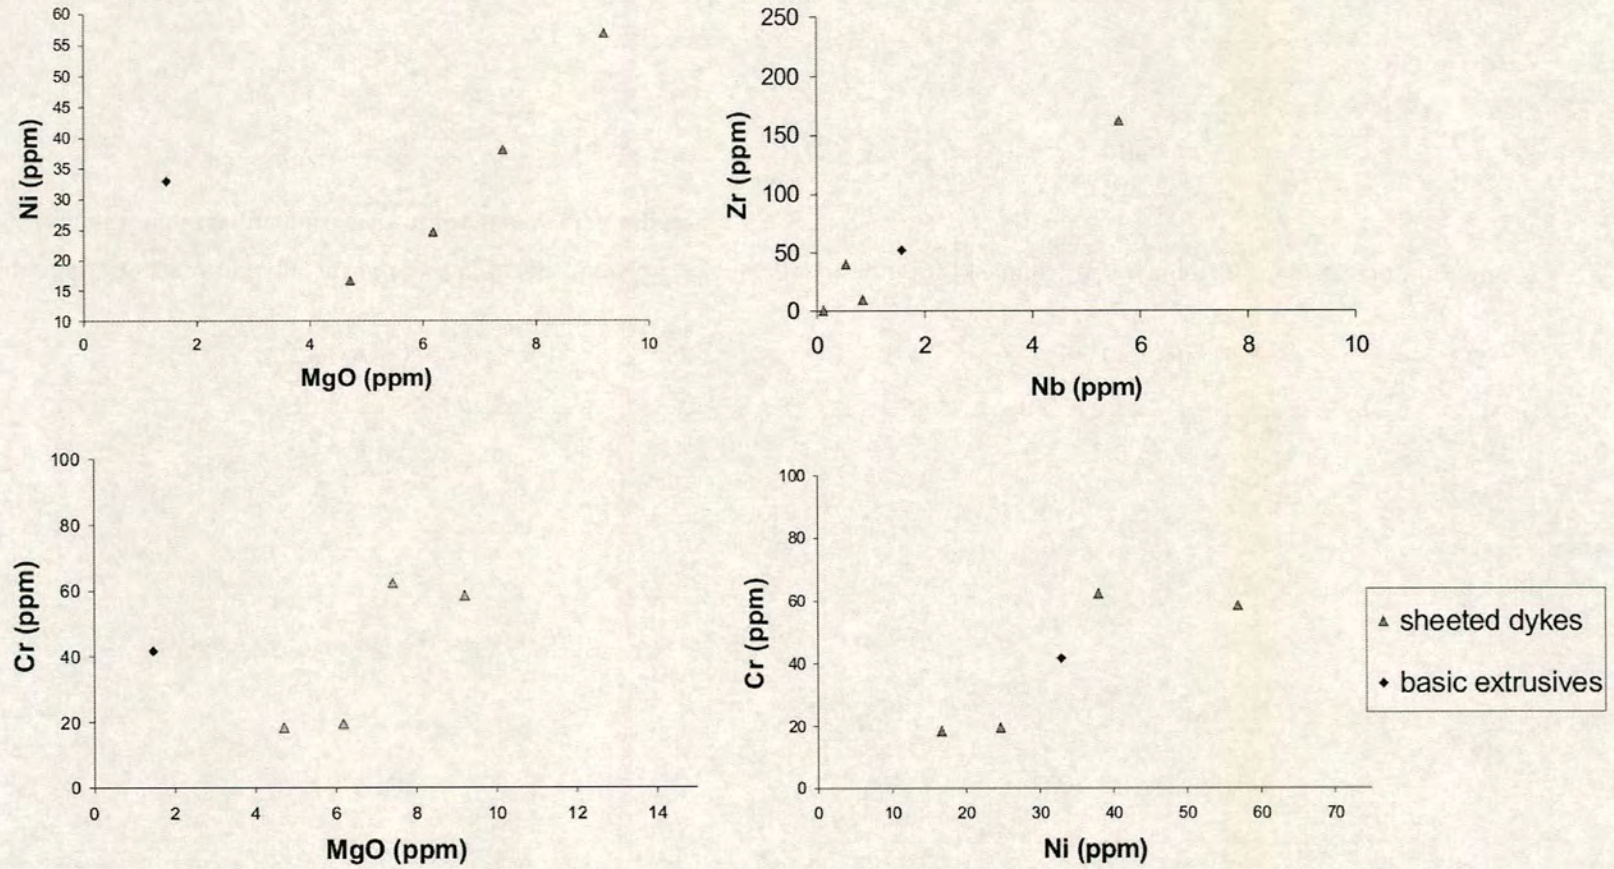 60
55
50
45
40
35
30
25
20
15
10
Ni (ppm)
0 2 4 6 8 10
MgO (ppm)
250
200
150
100
50
0
Zr (ppm)
0 2 4 6 8 10
Nb (ppm)
100
80
60
40
20
0
Cr (ppm)
0 2 4 6 8 10 12 14
MgO (ppm)
100
80
60
40
20
0
Cr (ppm)
0 10 20 30 40 50 60 70
Ni (ppm)
sheeted dykes
basic extrusives